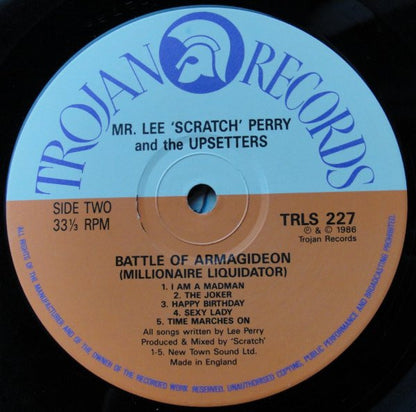 TROJAN RECORDS
MR. LEE 'SCRATCH' PERRY
and the UPSETTERS
SIDE TWO
33⅓ RPM
TRLS 227
℗ & © 1986
Trojan Records
BATTLE OF ARMAGIDEON
(MILLIONAIRE LIQUIDATOR)
1. I AM A MADMAN
2. THE JOKER
3. HAPPY BIRTHDAY
4. SEXY LADY
5. TIME MARCHES ON
All songs written by Lee Perry
Produced & Mixed by 'Scratch'
1-5. New Town Sound Ltd.
Made in England
ALL RIGHTS OF THE MANUFACTURER AND OF THE OWNER OF THE RECORDED WORK RESERVED. UNAUTHORISED COPYING, PUBLIC PERFORMANCE, AND BROADCASTING PROHIBITED.